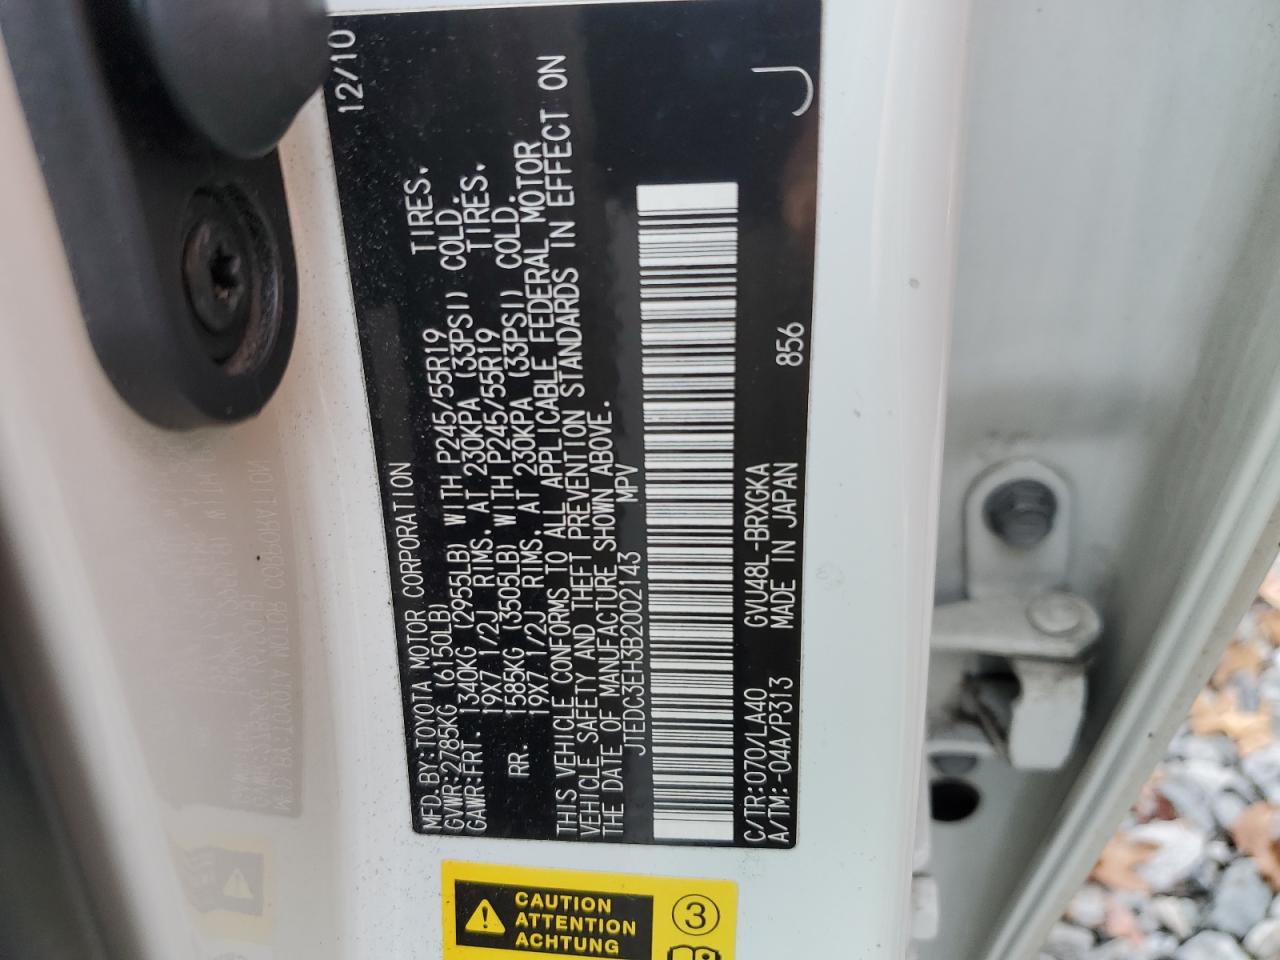 12/10
MFD. BY: TOYOTA MOTOR CORPORATION
GVWR: 2785KG (6150LB)
GAWR: FRT. 1340KG (2955LB) WITH P245/55R19 TIRES.
19X7 1/2J RIMS. AT 230KPA (33PSI) COLD.
RR. 1585KG (3505LB) WITH P245/55R19 TIRES.
19X7 1/2J RIMS. AT 230KPA (33PSI) COLD.
THIS VEHICLE CONFORMS TO ALL APPLICABLE FEDERAL MOTOR
VEHICLE SAFETY AND THEFT PREVENTION STANDARDS IN EFFECT ON
THE DATE OF MANUFACTURE SHOWN ABOVE.
JTEDC3EH3B2002143 MPV
C/TR:070/LA40 GVU48L-BRXGKA 856
A/TM:-04A/P313 MADE IN JAPAN
J
CAUTION
ATTENTION
ACHTUNG
3